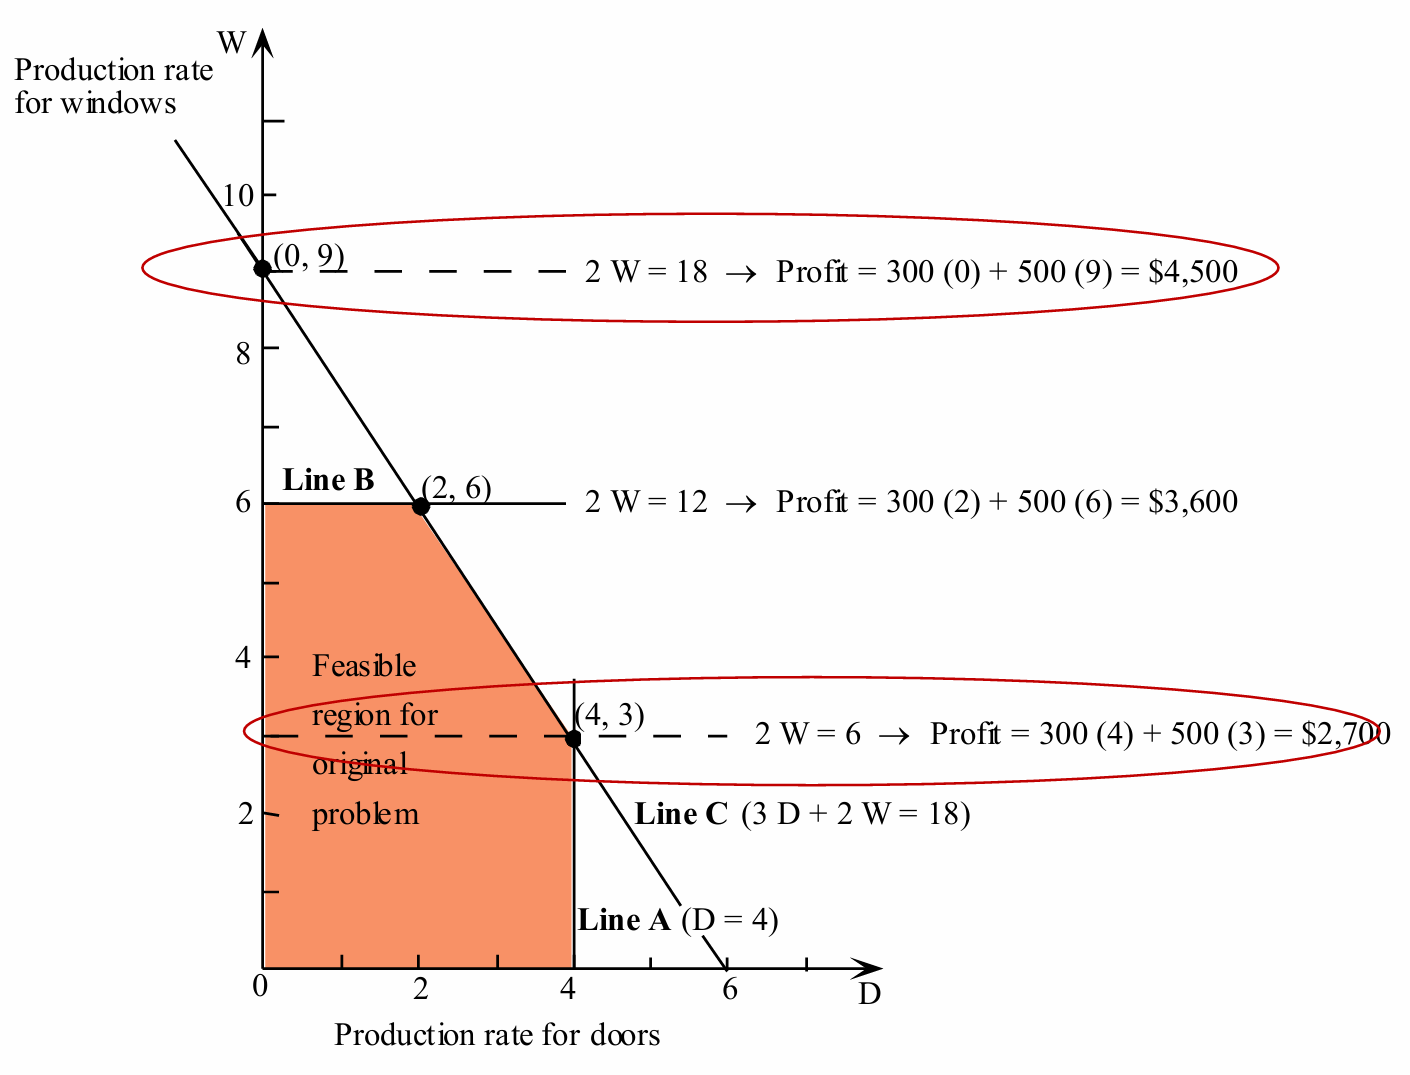 W
Production rate
for windows
10
(0, 9)
2 W = 18 → Profit = 300 (0) + 500 (9) = $4,500
8
Line B
(2, 6)
6
2 W = 12 → Profit = 300 (2) + 500 (6) = $3,600
4
Feasible
region for
original
problem
(4, 3)
2 W = 6 → Profit = 300 (4) + 500 (3) = $2,700
2
Line C (3 D + 2 W = 18)
Line A (D = 4)
0 2 4 6
D
Production rate for doors